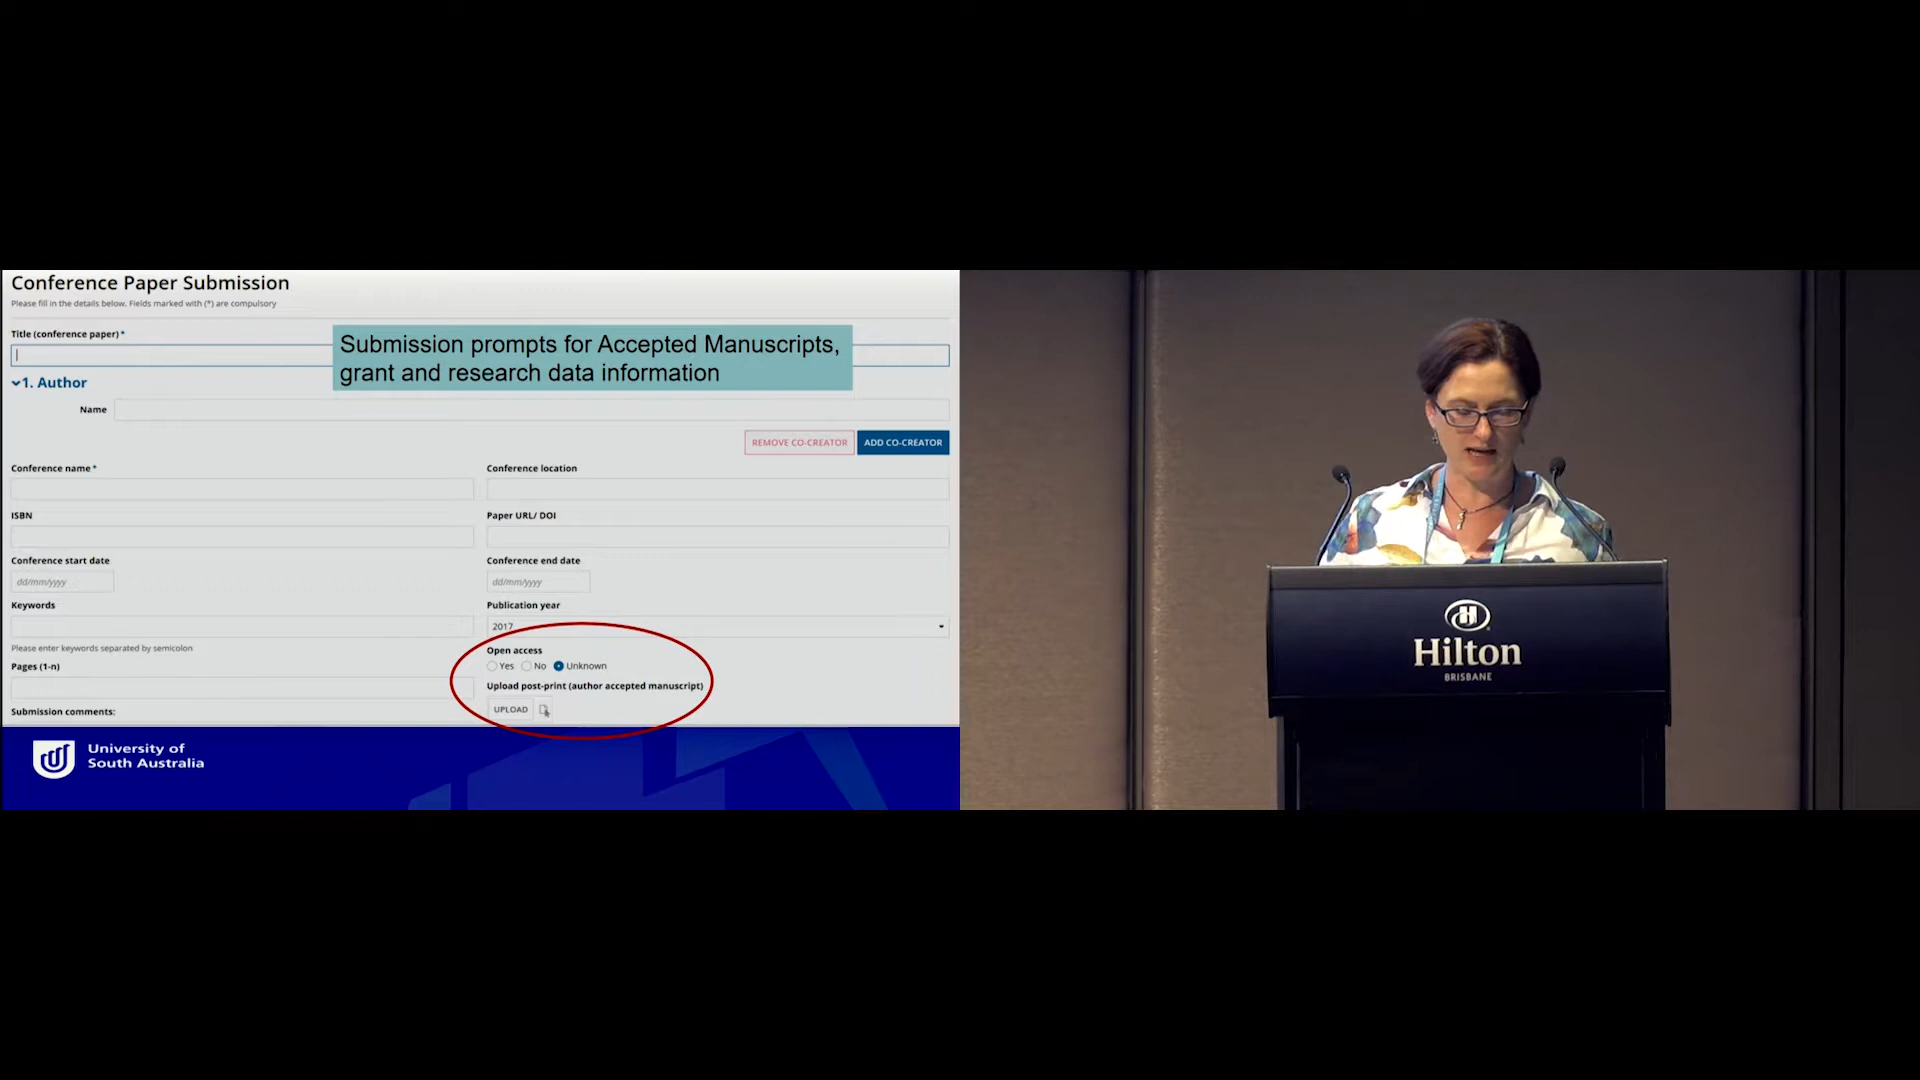 Conference Paper Submission
Please fill in the details below. Fields marked with (*) are compulsory
Title (conference paper) *
Submission prompts for Accepted Manuscripts,
grant and research data information
1. Author
Name
REMOVE CO-CREATOR ADD CO-CREATOR
Conference name * Conference location
ISBN Paper URL/ DOI
Conference start date Conference end date
dd/mm/yyyy dd/mm/yyyy
Keywords Publication year
2017
Please enter keywords separated by semicolon Open access
Pages (1-n) Yes No Unknown
Upload post-print (author accepted manuscript)
Submission comments: UPLOAD
University of
South Australia
H
Hilton
BRISBANE